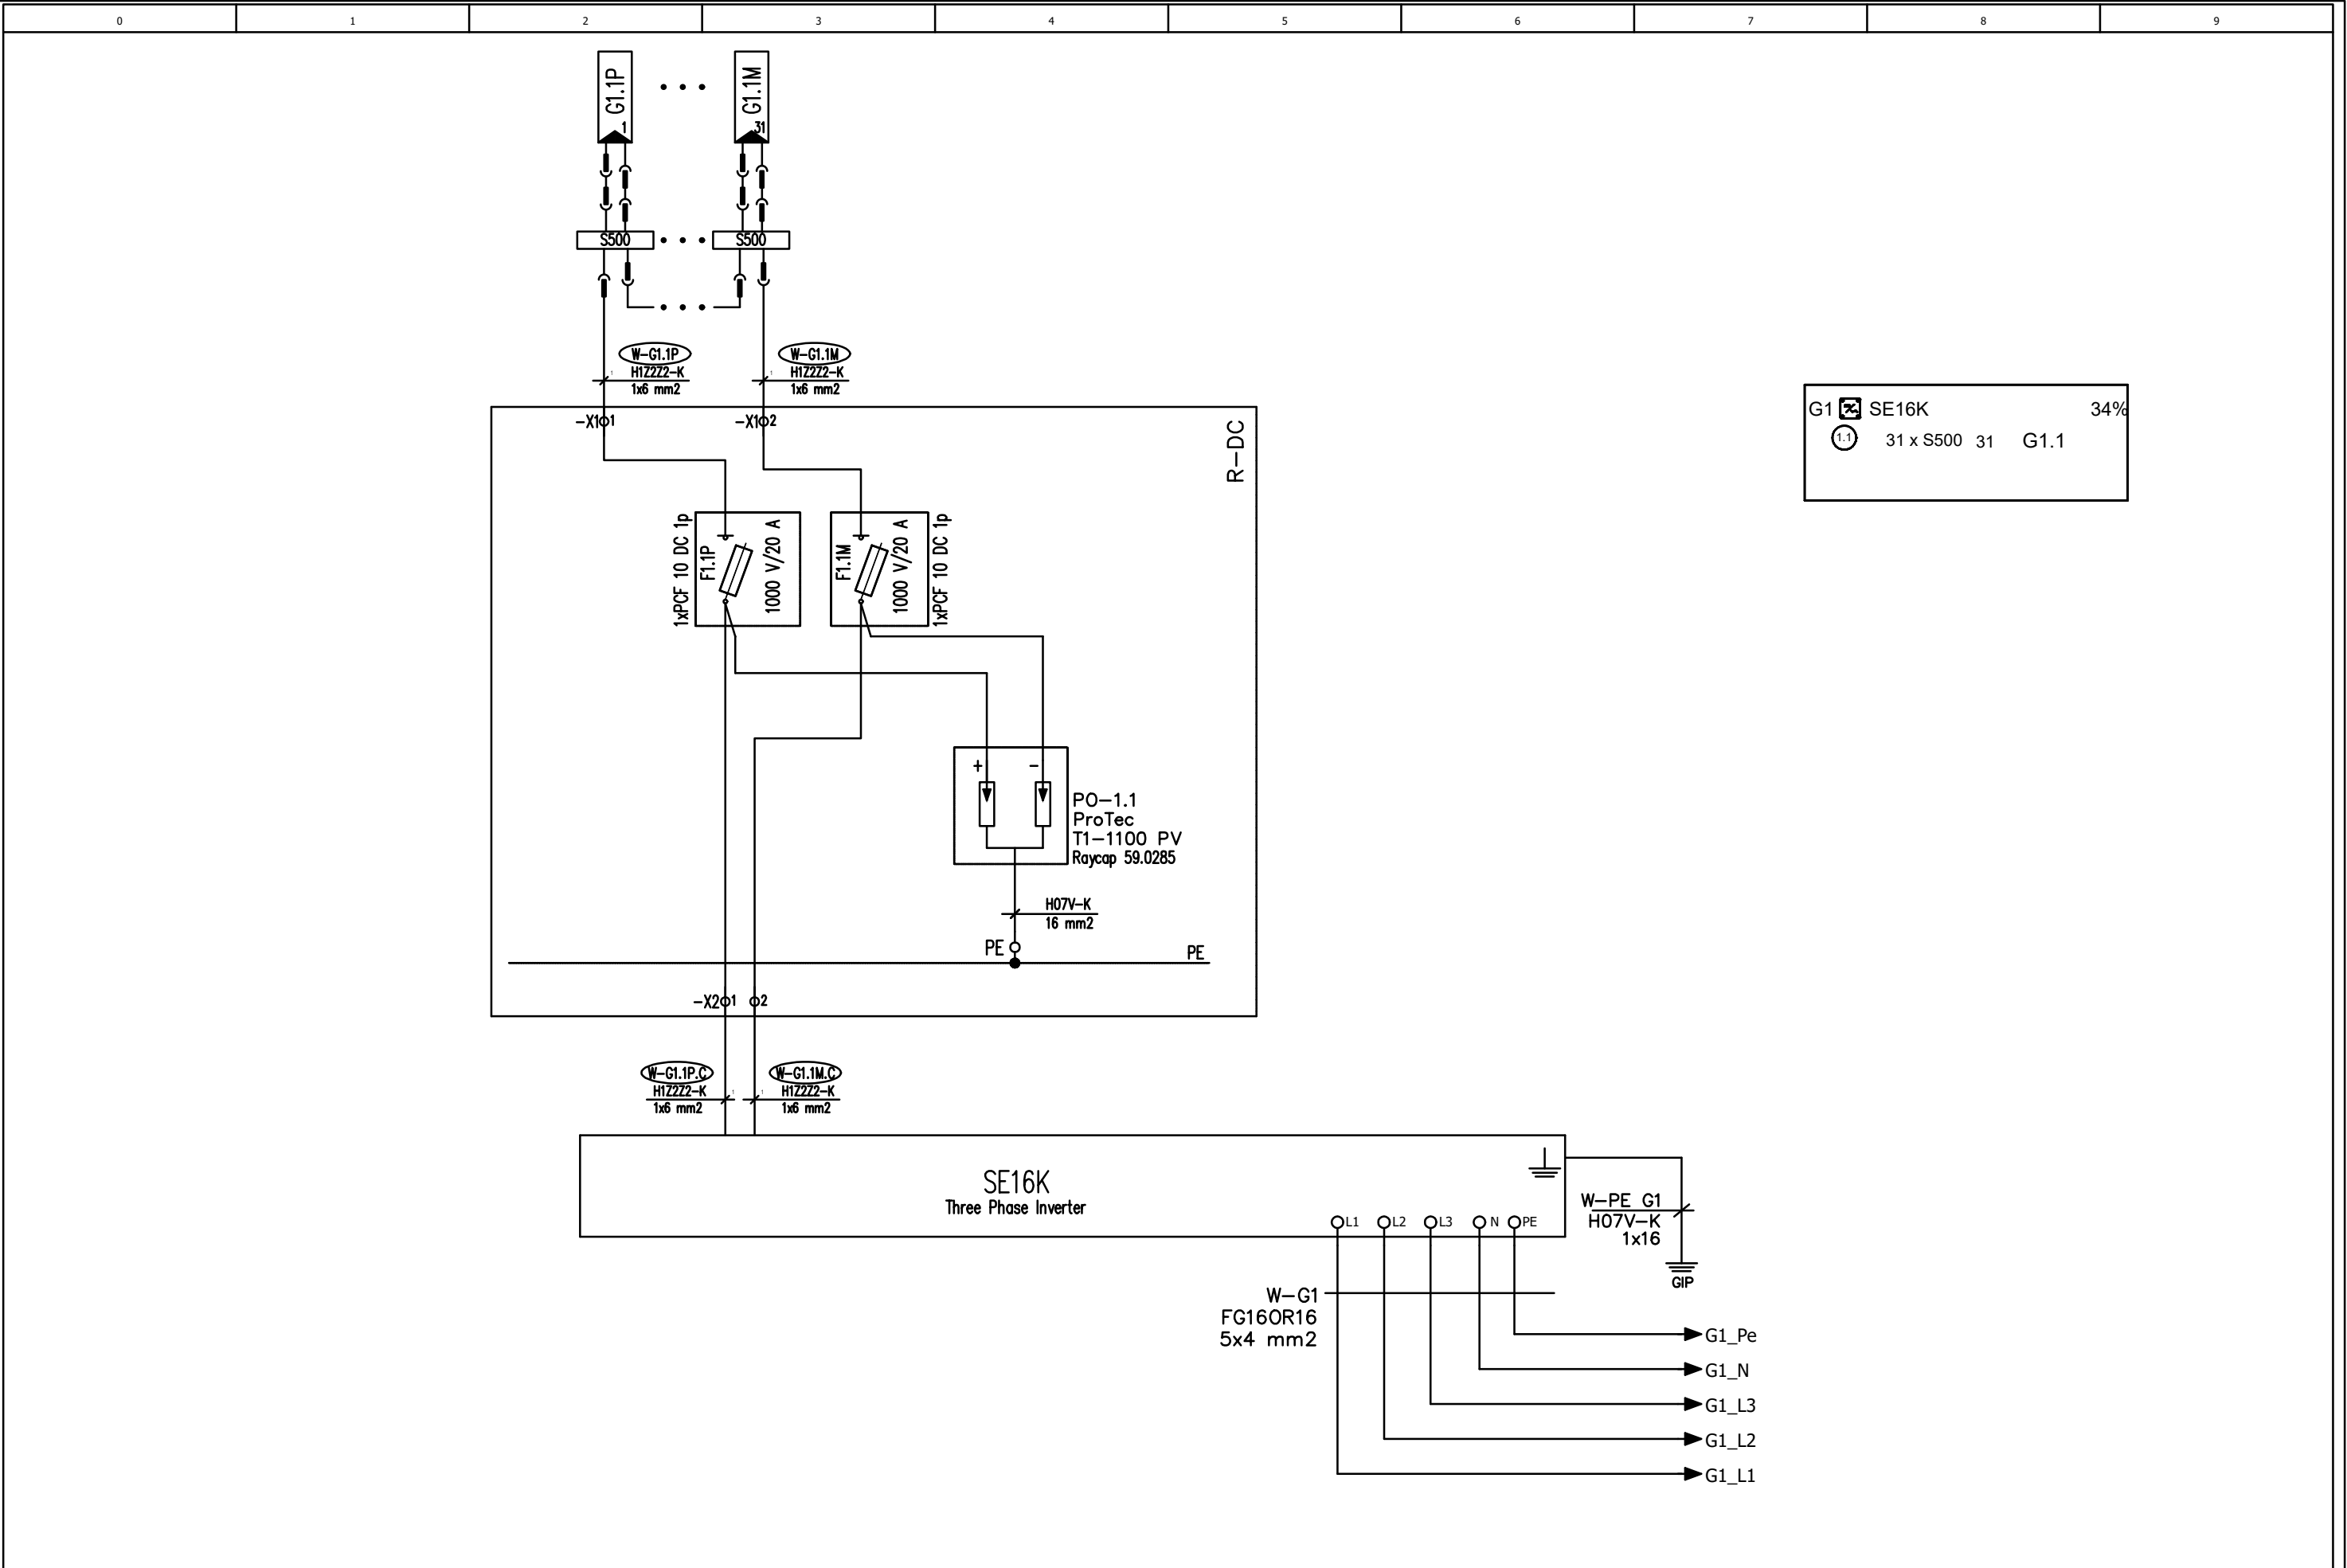 0 1 2 3 4 5 6 7 8 9
G1.1P
1
G1.1M
31
S500
S500
W-G1.1P
H1Z2Z2-K
1x6 mm2
W-G1.1M
H1Z2Z2-K
1x6 mm2
G1 SE16K 34%
1.1 31 x S500 31 G1.1
-X1 1
-X1 2
R-DC
1xPCF 10 DC 1p
F1.1P
1000 V/20 A
F1.1M
1000 V/20 A
1xPCF 10 DC 1p
+ -
PO-1.1
ProTec
T1-1100 PV
Raycap 59.0285
H07V-K
16 mm2
PE
PE
-X2 1 2
W-G1.1P.C
H1Z2Z2-K
1x6 mm2
W-G1.1M.C
H1Z2Z2-K
1x6 mm2
SE16K
Three Phase Inverter
L1 L2 L3 N PE
W-PE G1
H07V-K
1x16
GIP
W-G1
FG16OR16
5x4 mm2
G1_Pe
G1_N
G1_L3
G1_L2
G1_L1